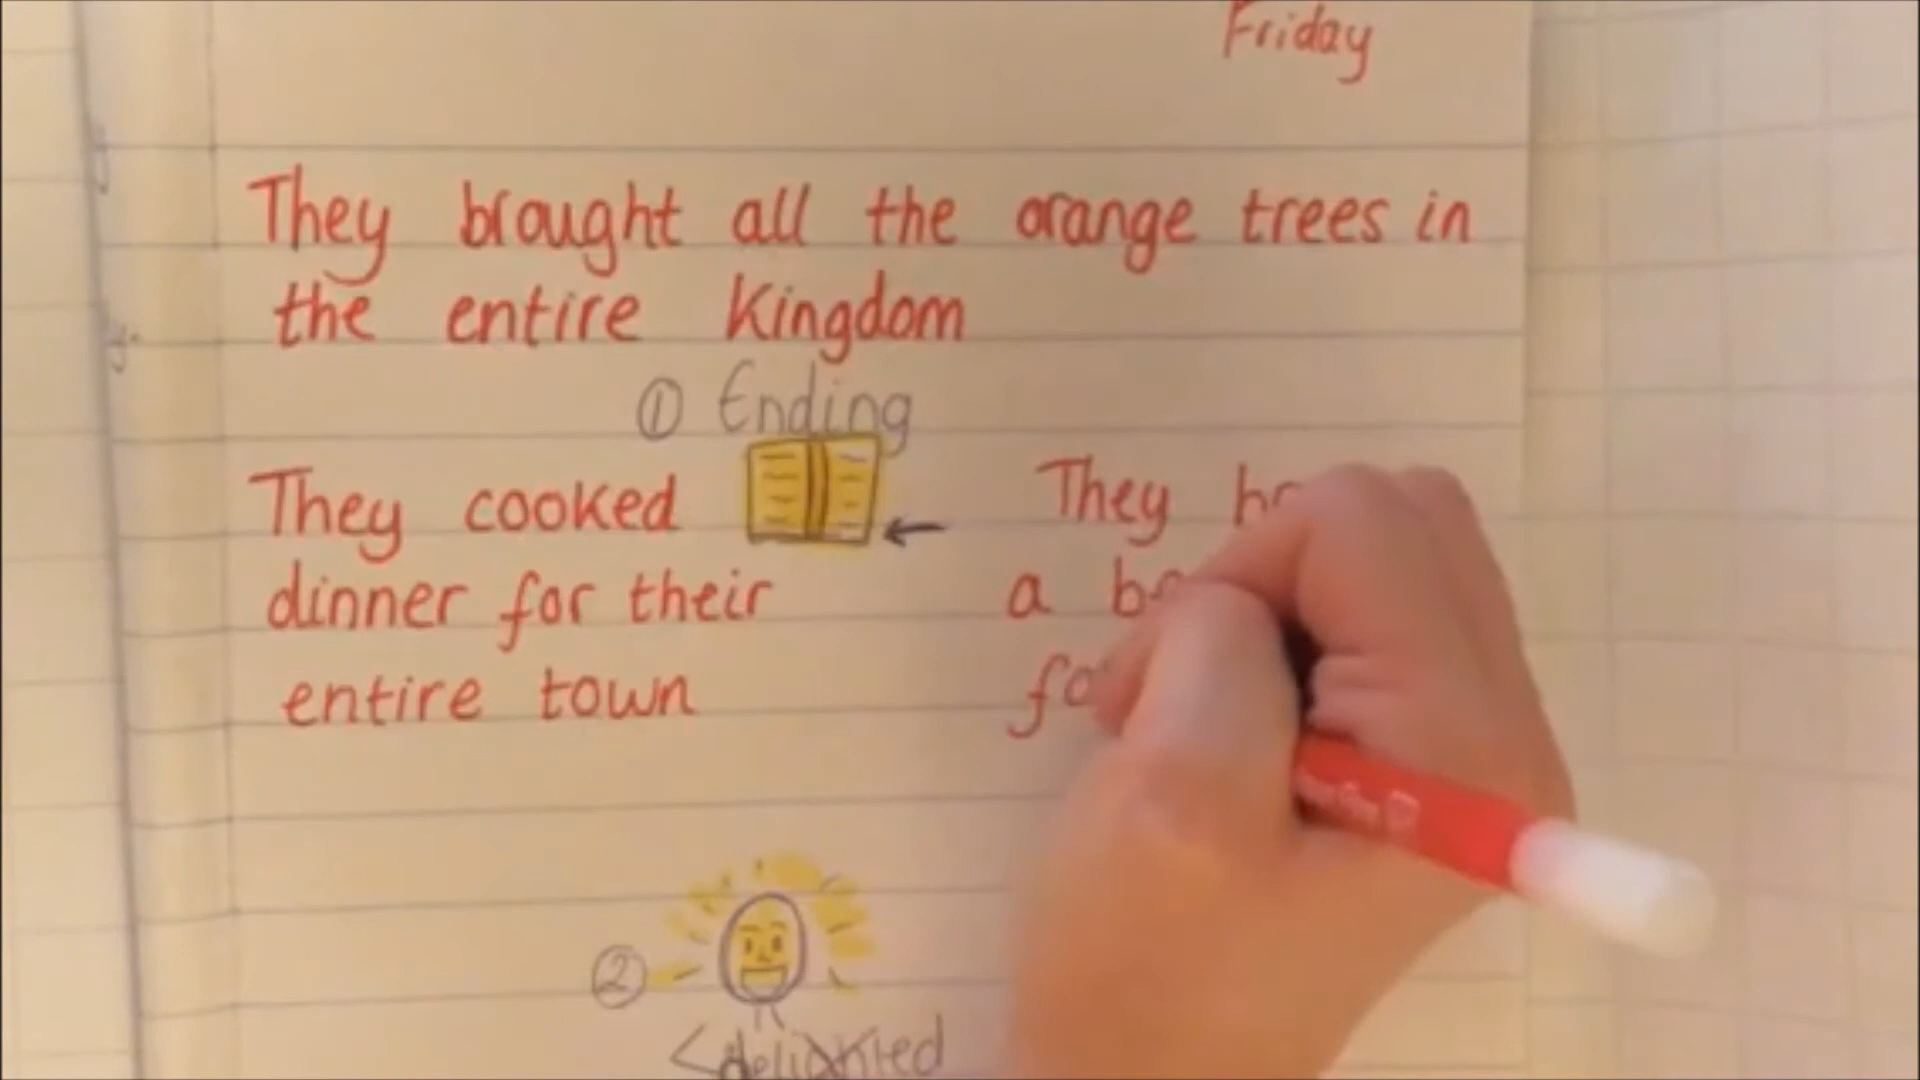 Friday
They brought all the orange trees in
the entire Kingdom
① Ending
They cooked
dinner for their
entire town
They
a
② 
<delighted